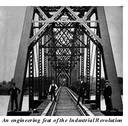 An engineering feat of the Industrial Revolution